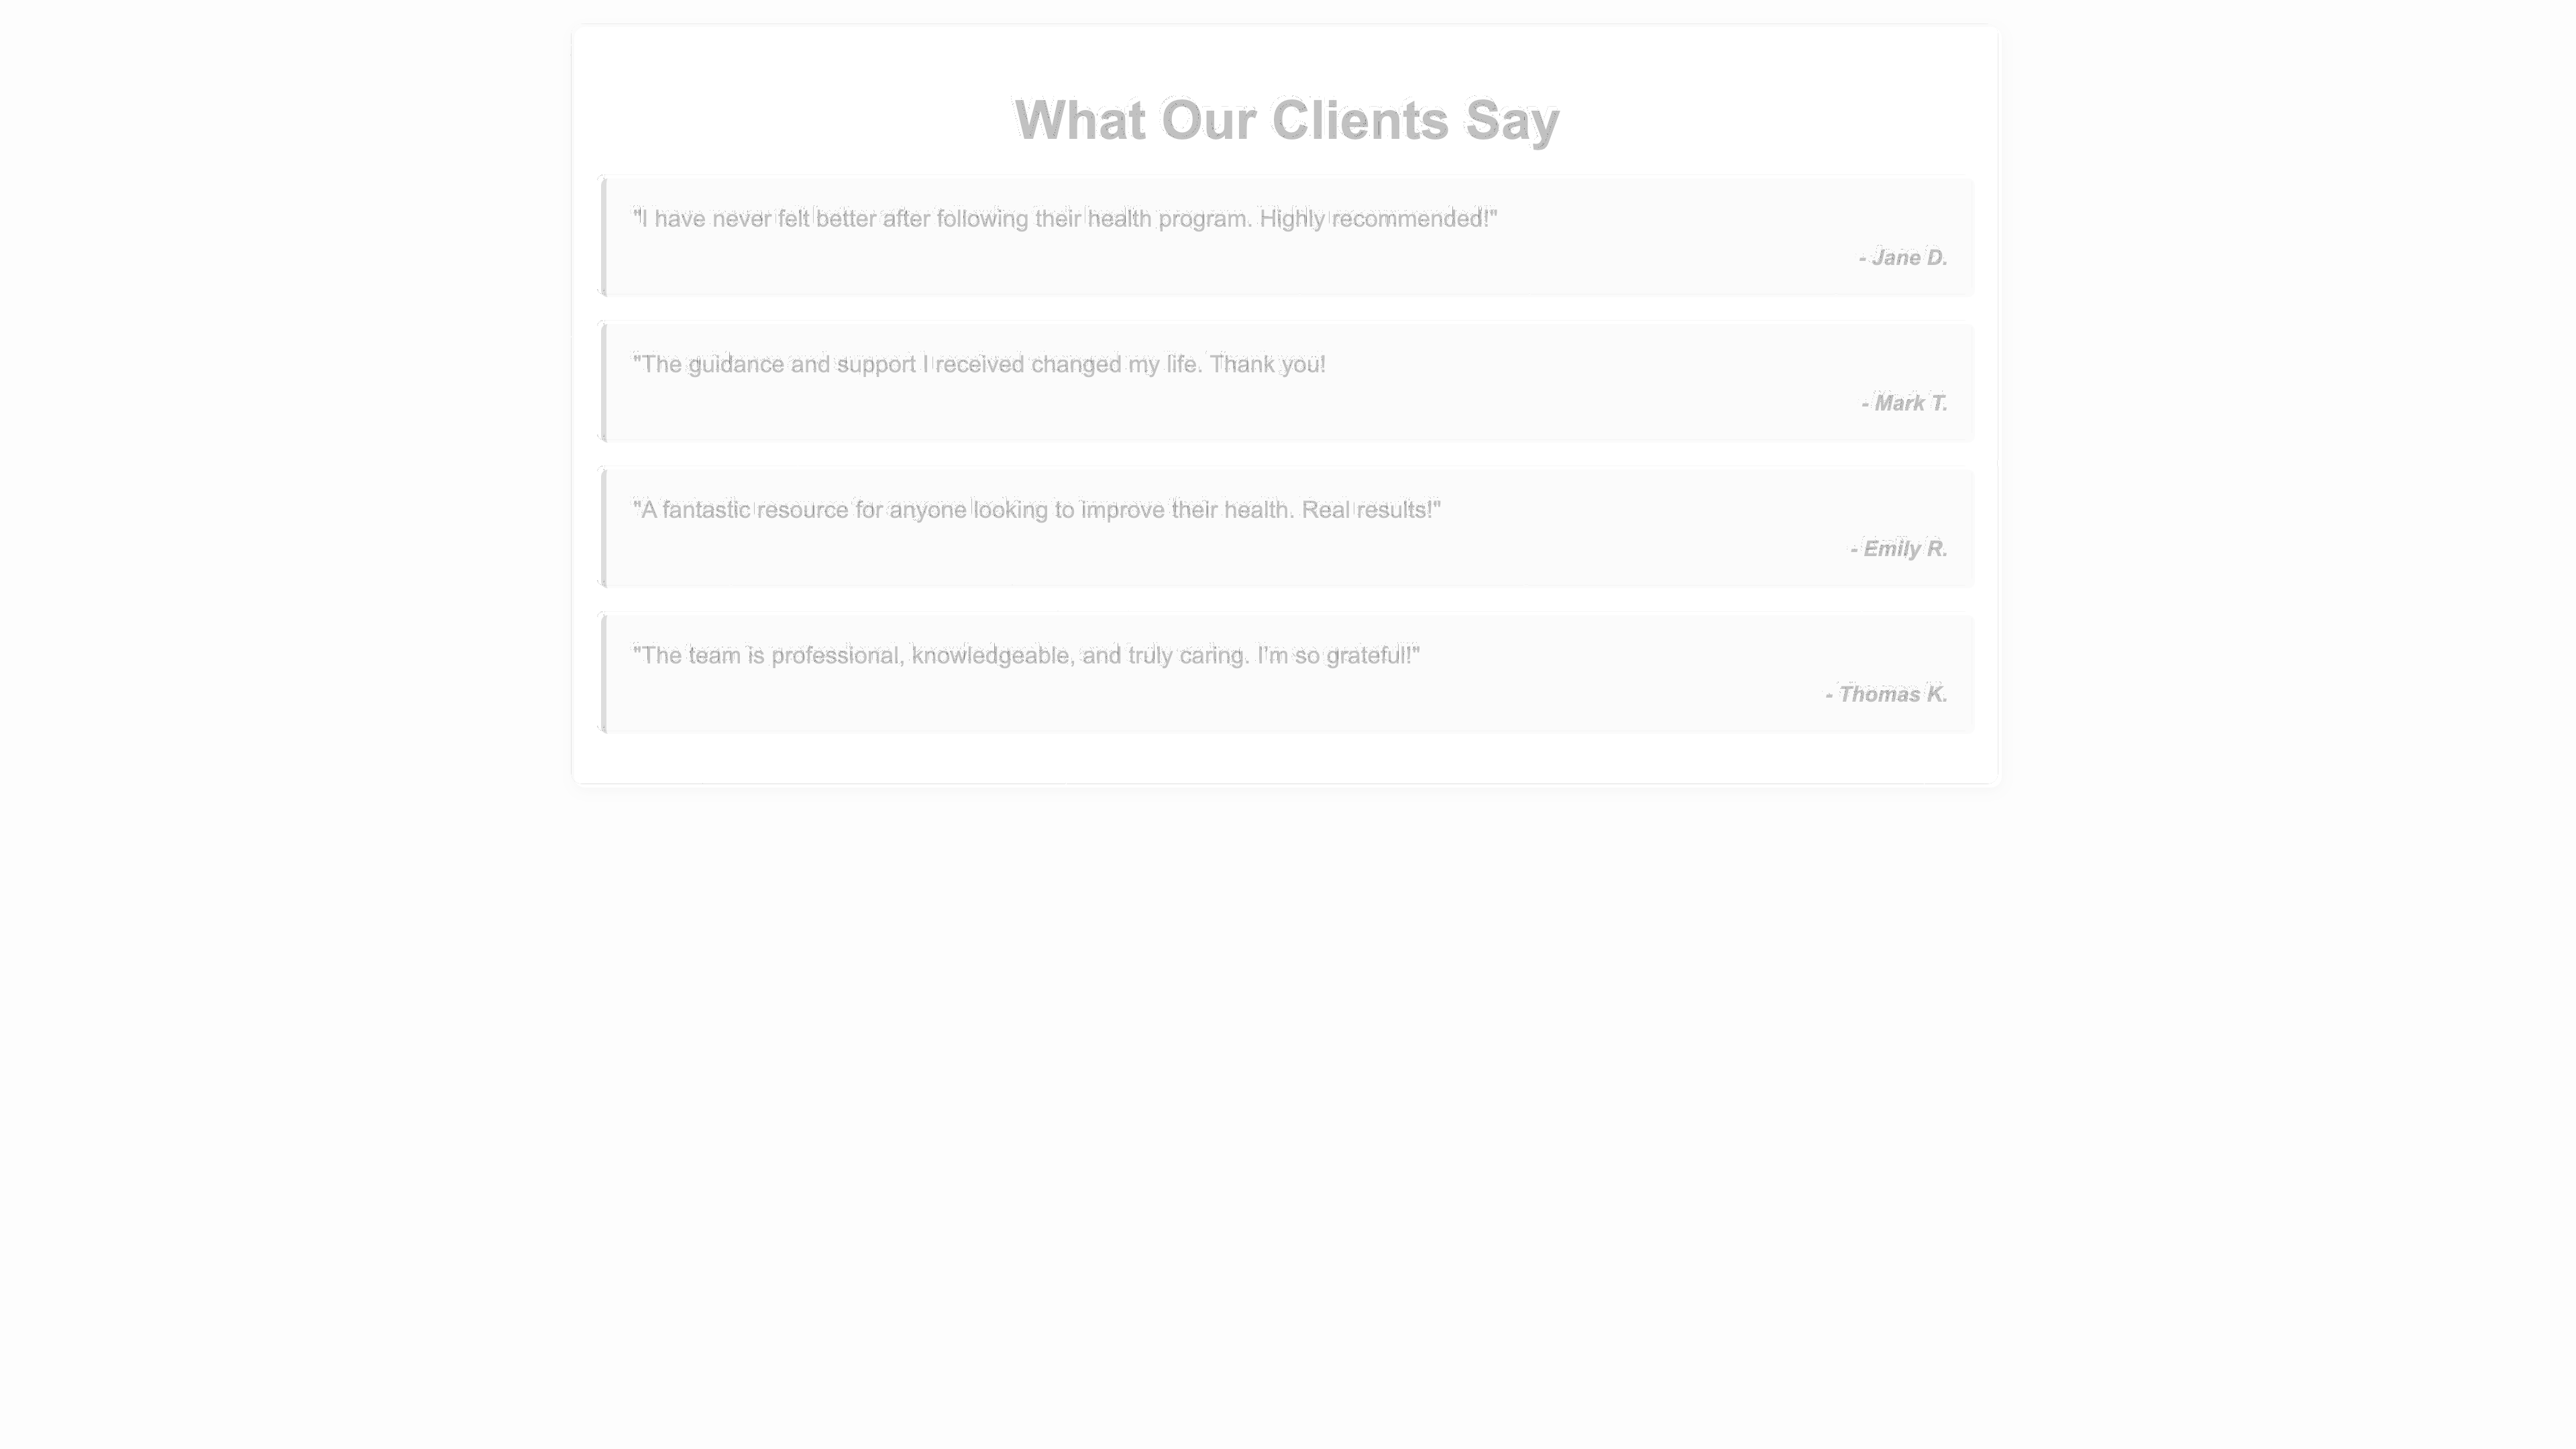 What Our Clients Say
"I have never felt better after following their health program. Highly recommended!"
- Jane D.
"The guidance and support I received changed my life. Thank you!
- Mark T.
"A fantastic resource for anyone looking to improve their health. Real results!"
- Emily R.
"The team is professional, knowledgeable, and truly caring. I'm so grateful!"
- Thomas K.